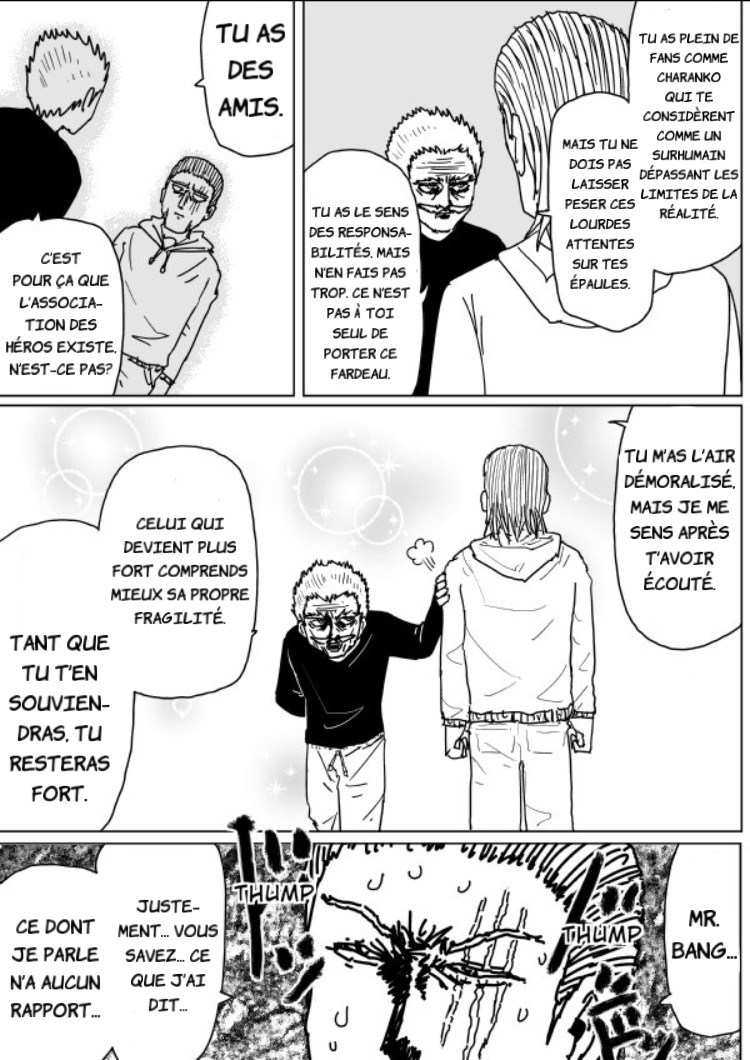 TU AS PLEIN DE
FANS COMME
CHARANKO
QUI TE
CONSIDÈRENT
COMME UN
SURHUMAIN
DÉPASSANT LES
LIMITES DE LA
RÉALITÉ.
MAIS TU NE
DOIS PAS
LAISSER
PESER CES
LOURDES
ATTENTES
SUR TES
ÉPAULES.
TU AS LE SENS
DES RESPONSA-
BILITÉS, MAIS
N'EN FAIS PAS
TROP. CE N'EST
PAS À TOI
SEUL DE
PORTER CE
FARDEAU.
TU AS
DES
AMIS.
C'EST
POUR ÇA QUE
L'ASSOCIA-
TION DES
HÉROS EXISTE,
N'EST-CE PAS?
TU M'AS L'AIR
DÉMORALISÉ,
MAIS JE ME
SENS APRÈS
T'AVOIR
ÉCOUTÉ.
CELUI QUI
DEVIENT PLUS
FORT COMPRENDS
MIEUX SA PROPRE
FRAGILITÉ.
TANT QUE
TU T'EN
SOUVIEN-
DRAS, TU
RESTERAS
FORT.
MR.
BANG...
THUMP
THUMP
JUSTE-
MENT... VOUS
SAVEZ... CE
QUE J'AI
DIT...
CE DONT
JE PARLE
N'A AUCUN
RAPPORT...